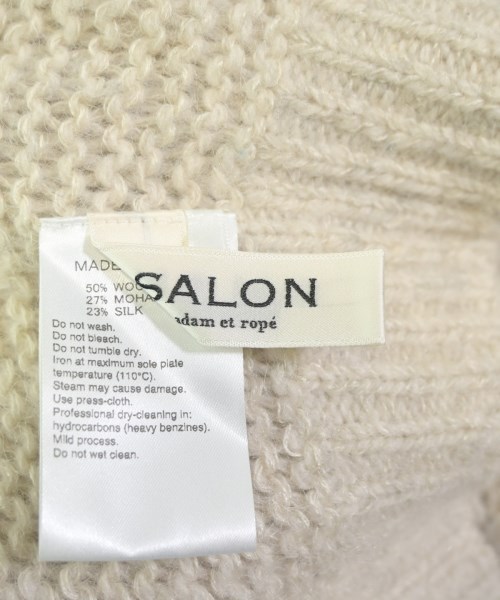 MADE
50% WOO
27% MOHA
23% SILK
SALON
adam et ropé
Do not wash.
Do not bleach.
Do not tumble dry.
Iron at maximum sole plate
temperature (110°C).
Steam may cause damage.
Use press-cloth.
Professional dry-cleaning in:
hydrocarbons (heavy benzines).
Mild process.
Do not wet clean.